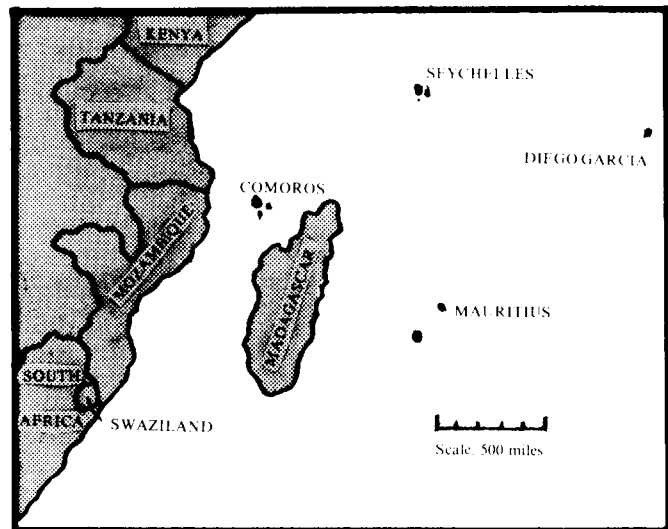 KENYA
SEYCHELLES
TANZANIA
DIEGO GARCIA
COMOROS
MOZAMBIQUE
MADAGASCAR
MAURITIUS
SOUTH
AFRICA
SWAZILAND
Scale, 500 miles